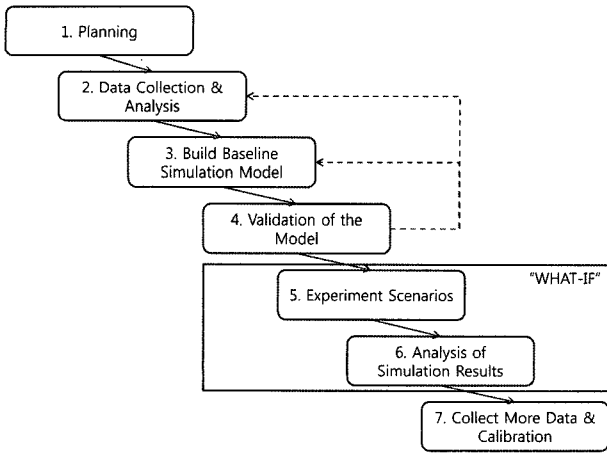 1. Planning
2. Data Collection &
Analysis
3. Build Baseline
Simulation Model
4. Validation of the
Model
"WHAT-IF"
5. Experiment Scenarios
6. Analysis of
Simulation Results
7. Collect More Data &
Calibration